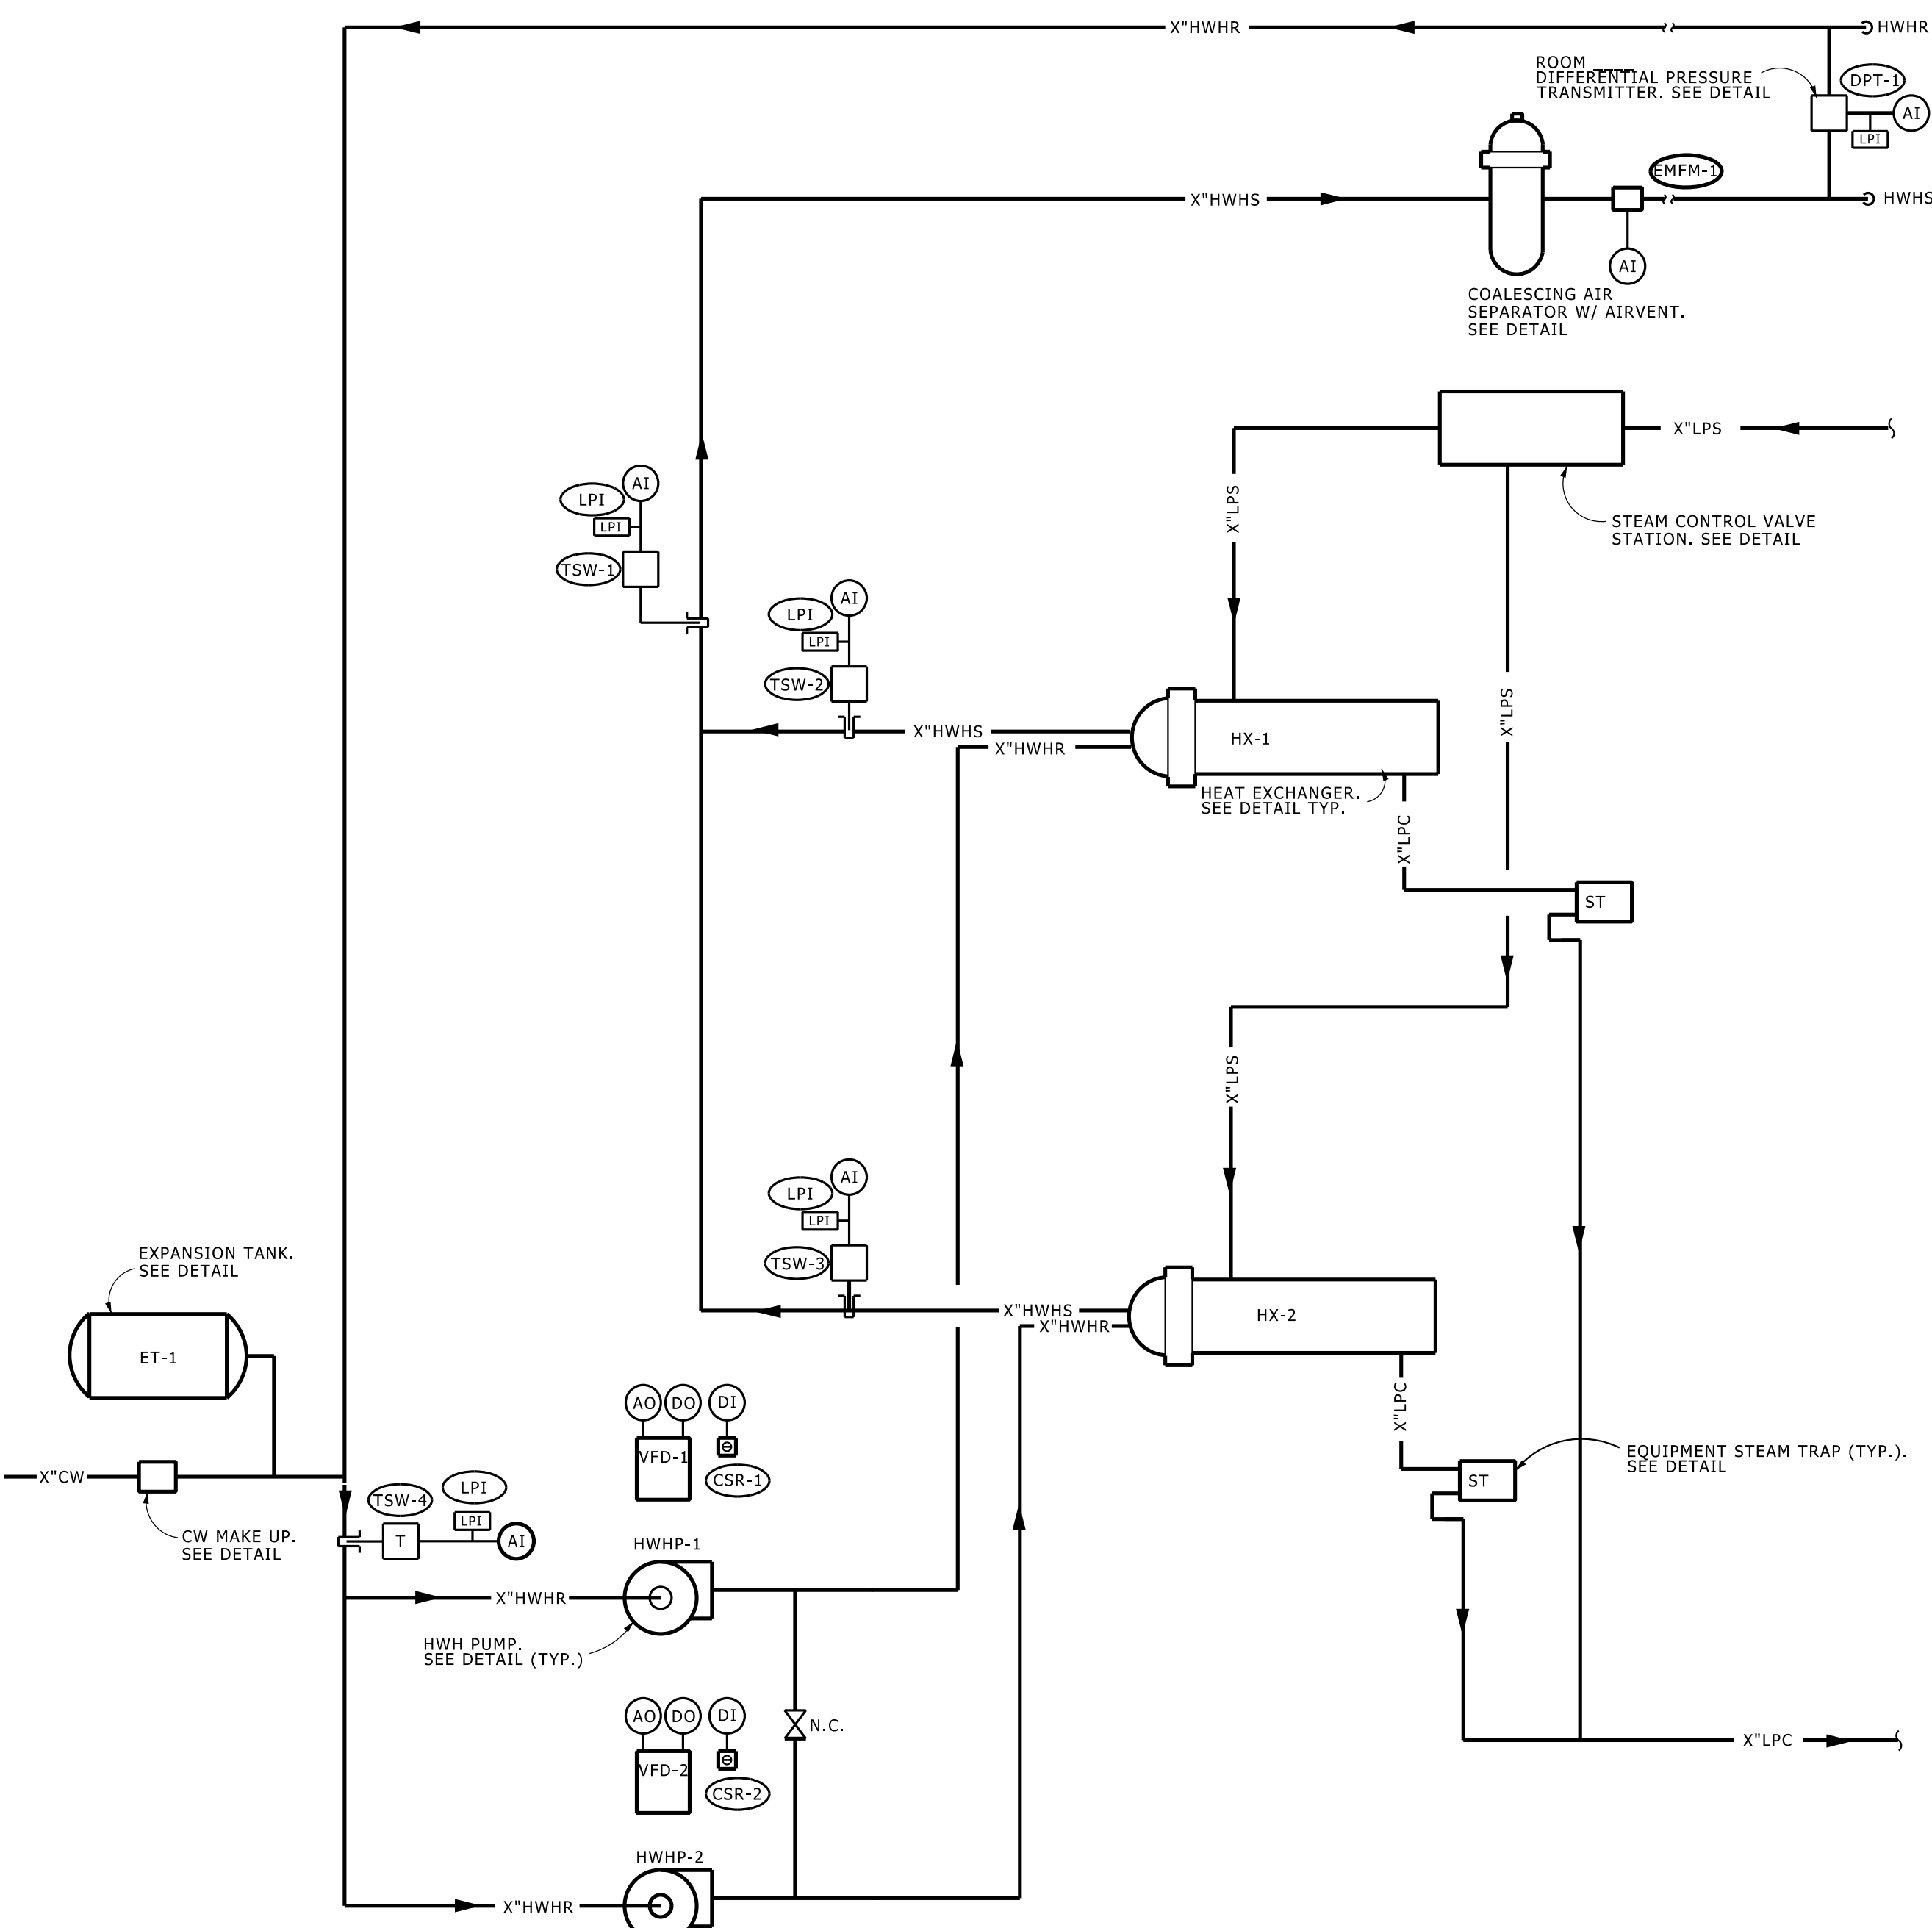 X"HWHR
HWHR
ROOM ____
DIFFERENTIAL PRESSURE
TRANSMITTER. SEE DETAIL
DPT-1
AI
LPI
EMFM-1
X"HWHS
HWHS
AI
COALESCING AIR
SEPARATOR W/ AIRVENT.
SEE DETAIL
X"LPS
X"LPS
STEAM CONTROL VALVE
STATION. SEE DETAIL
AI
LPI
LPI
TSW-1
AI
LPI
LPI
TSW-2
X"HWHS
X"HWHR
HX-1
HEAT EXCHANGER.
SEE DETAIL TYP.
X"LPS
X"LPC
ST
X"LPS
AI
LPI
LPI
TSW-3
X"HWHS
X"HWHR
HX-2
EXPANSION TANK.
SEE DETAIL
ET-1
X"CW
CW MAKE UP.
SEE DETAIL
TSW-4
LPI
LPI
T
AI
AO
DO
DI
VFD-1
CSR-1
X"LPC
ST
EQUIPMENT STEAM TRAP (TYP.).
SEE DETAIL
HWHP-1
X"HWHR
HWH PUMP.
SEE DETAIL (TYP.)
AO
DO
DI
N.C.
VFD-2
CSR-2
X"LPC
HWHP-2
X"HWHR